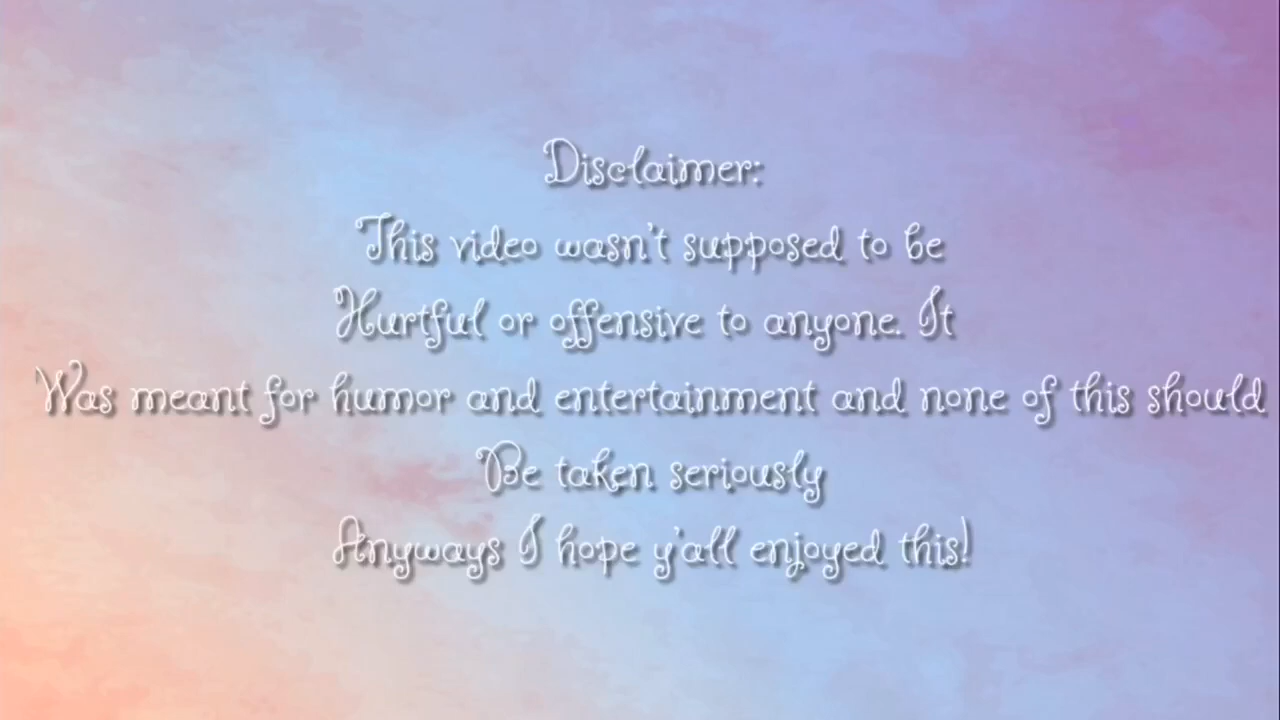 Disclaimer:
This video wasn't supposed to be
Hurtful or offensive to anyone. It
Was meant for humor and entertainment and none of this should
Be taken seriously
Anyways I hope y'all enjoyed this!